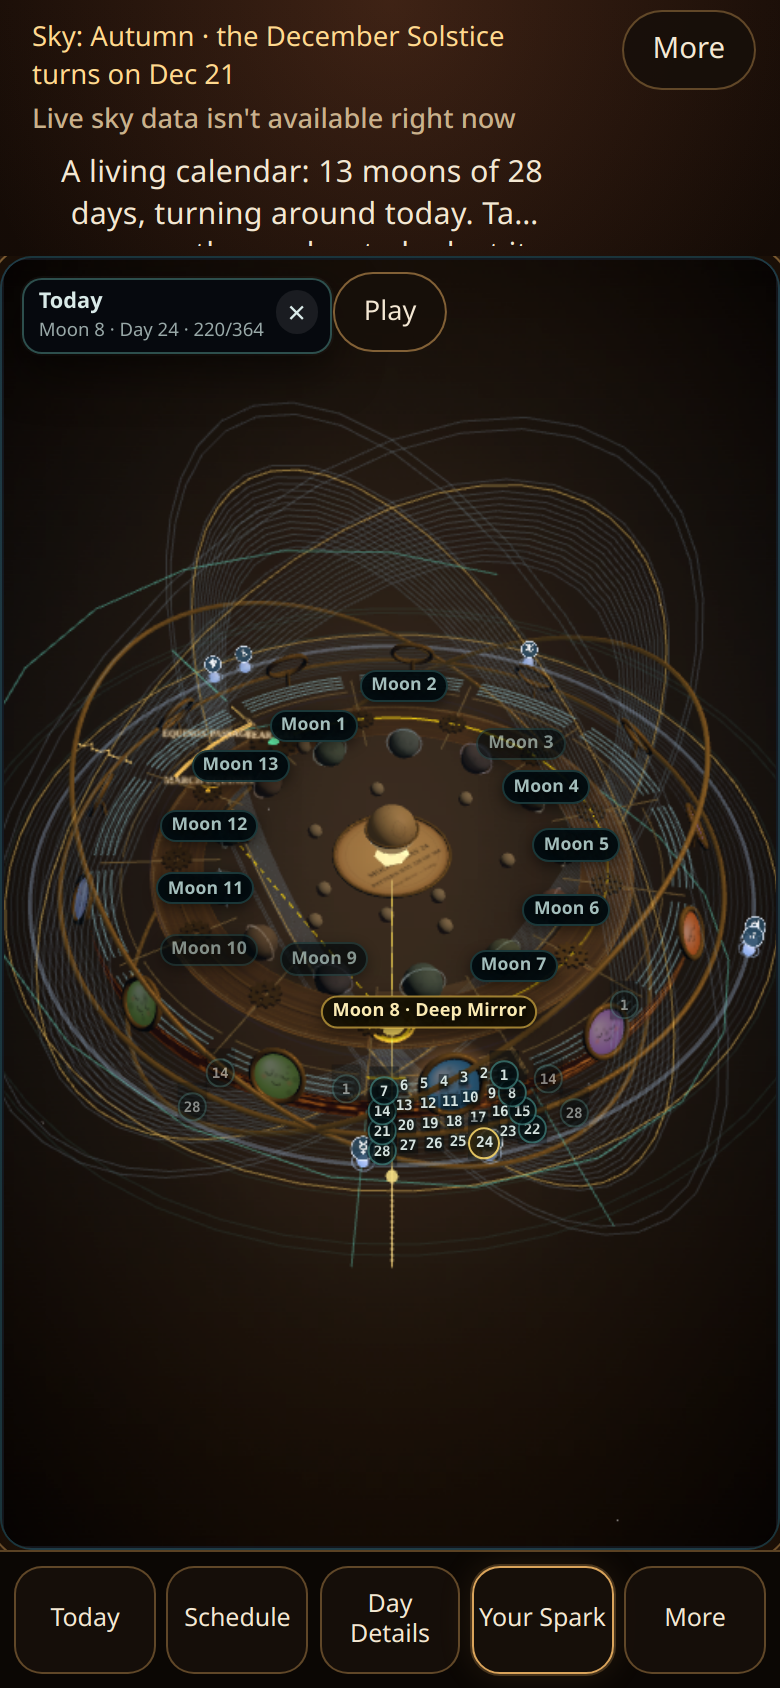 Sky: Autumn · the December Solstice
turns on Dec 21
More
Live sky data isn't available right now
A living calendar: 13 moons of 28
days, turning around today. Ta...
Today
Moon 8 · Day 24 · 220/364
×
Play
Moon 2
Moon 1
Moon 3
Moon 13
Moon 4
Moon 12
Moon 5
Moon 11
Moon 6
Moon 10
Moon 9
Moon 7
Moon 8 · Deep Mirror
1
14
1
7 6 5 4 3 2 1
14
28
14 13 12 11 10 9 8
28
21 20 19 18 17 16 15
28 27 26 25 24 23 22
Today
Schedule
Day
Details
Your Spark
More